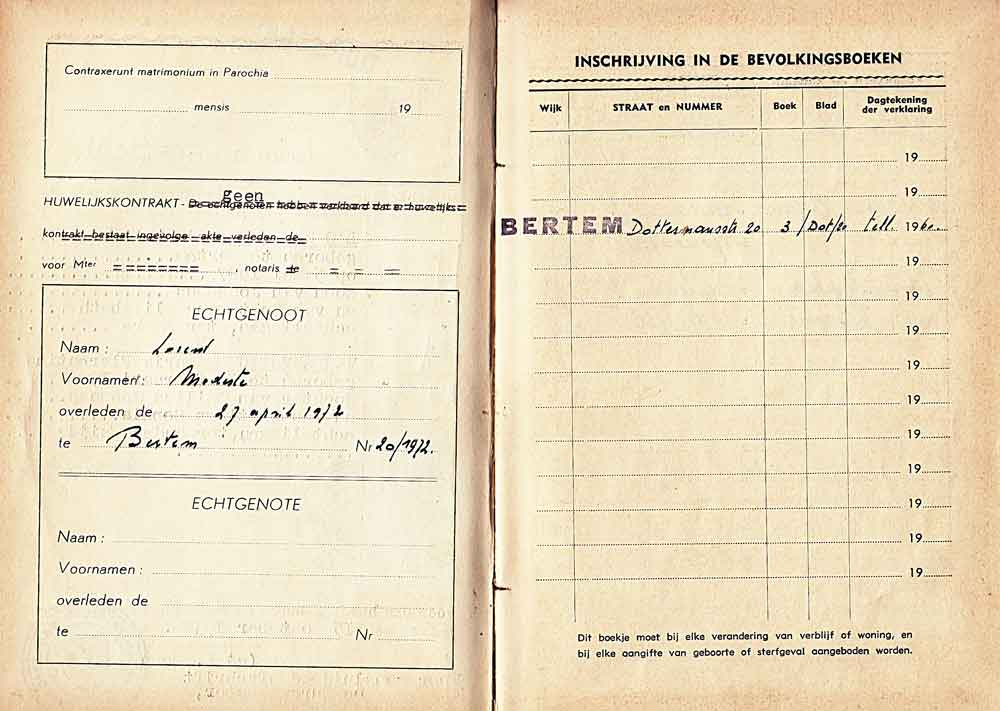 Contraxerunt matrimonium in Parochia
mensis 19
geen
HUWELIJKSKONTRAKT - De echtgenoten hebben verklaard dat er huwelijks=
kontrakt bestaat ingevolge akte verleden de
voor Mter ======== , notaris te = = =
ECHTGENOOT
Naam :
Voornamen : Modeste
overleden de 27 april 1972
te Bertem Nr 20/1972.
ECHTGENOTE
Naam :
Voornamen :
overleden de
te Nr
INSCHRIJVING IN DE BEVOLKINGSBOEKEN
Wijk STRAAT en NUMMER Boek Blad Dagtekening der verklaring
19
19
BERTEM 20 3 /Dot/20 tell. 196
19
19
19
19
19
19
19
19
19
19
Dit boekje moet bij elke verandering van verblijf of woning, en
bij elke aangifte van geboorte of sterfgeval aangeboden worden.